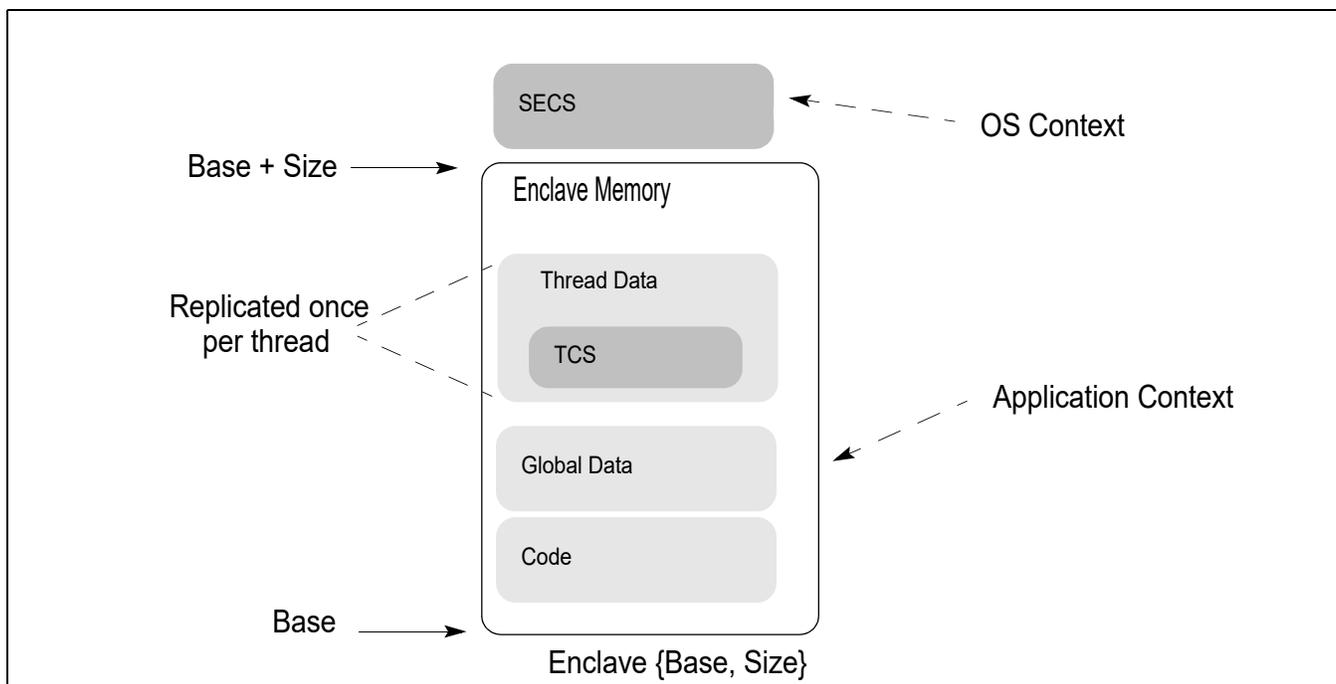 SECS
OS Context
Base + Size
Enclave Memory
Thread Data
Replicated once
per thread
TCS
Application Context
Global Data
Code
Base
Enclave {Base, Size}